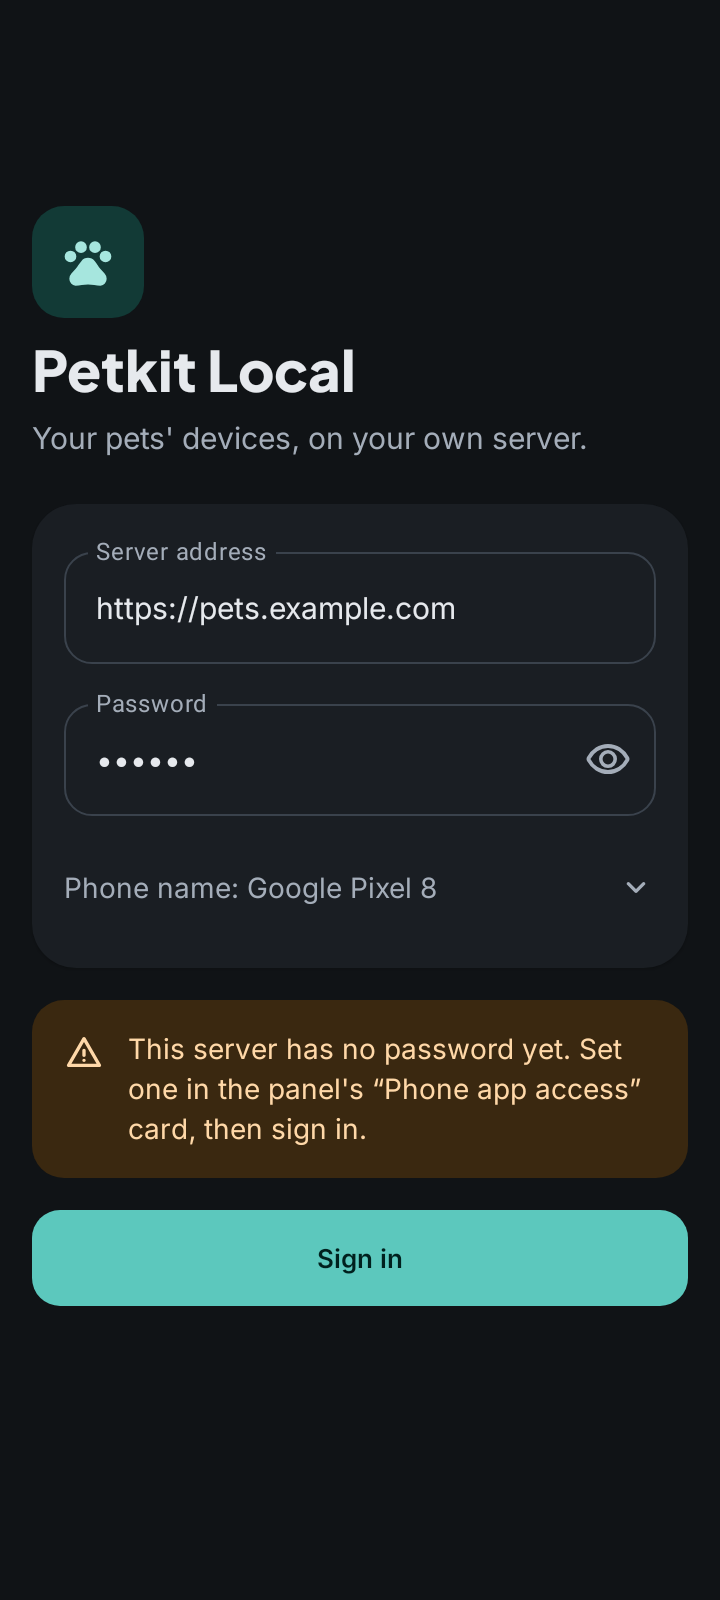 Petkit Local
Your pets' devices, on your own server.
Server address
https://pets.example.com
Password
••••••
Phone name: Google Pixel 8
This server has no password yet. Set
one in the panel's “Phone app access”
card, then sign in.
Sign in